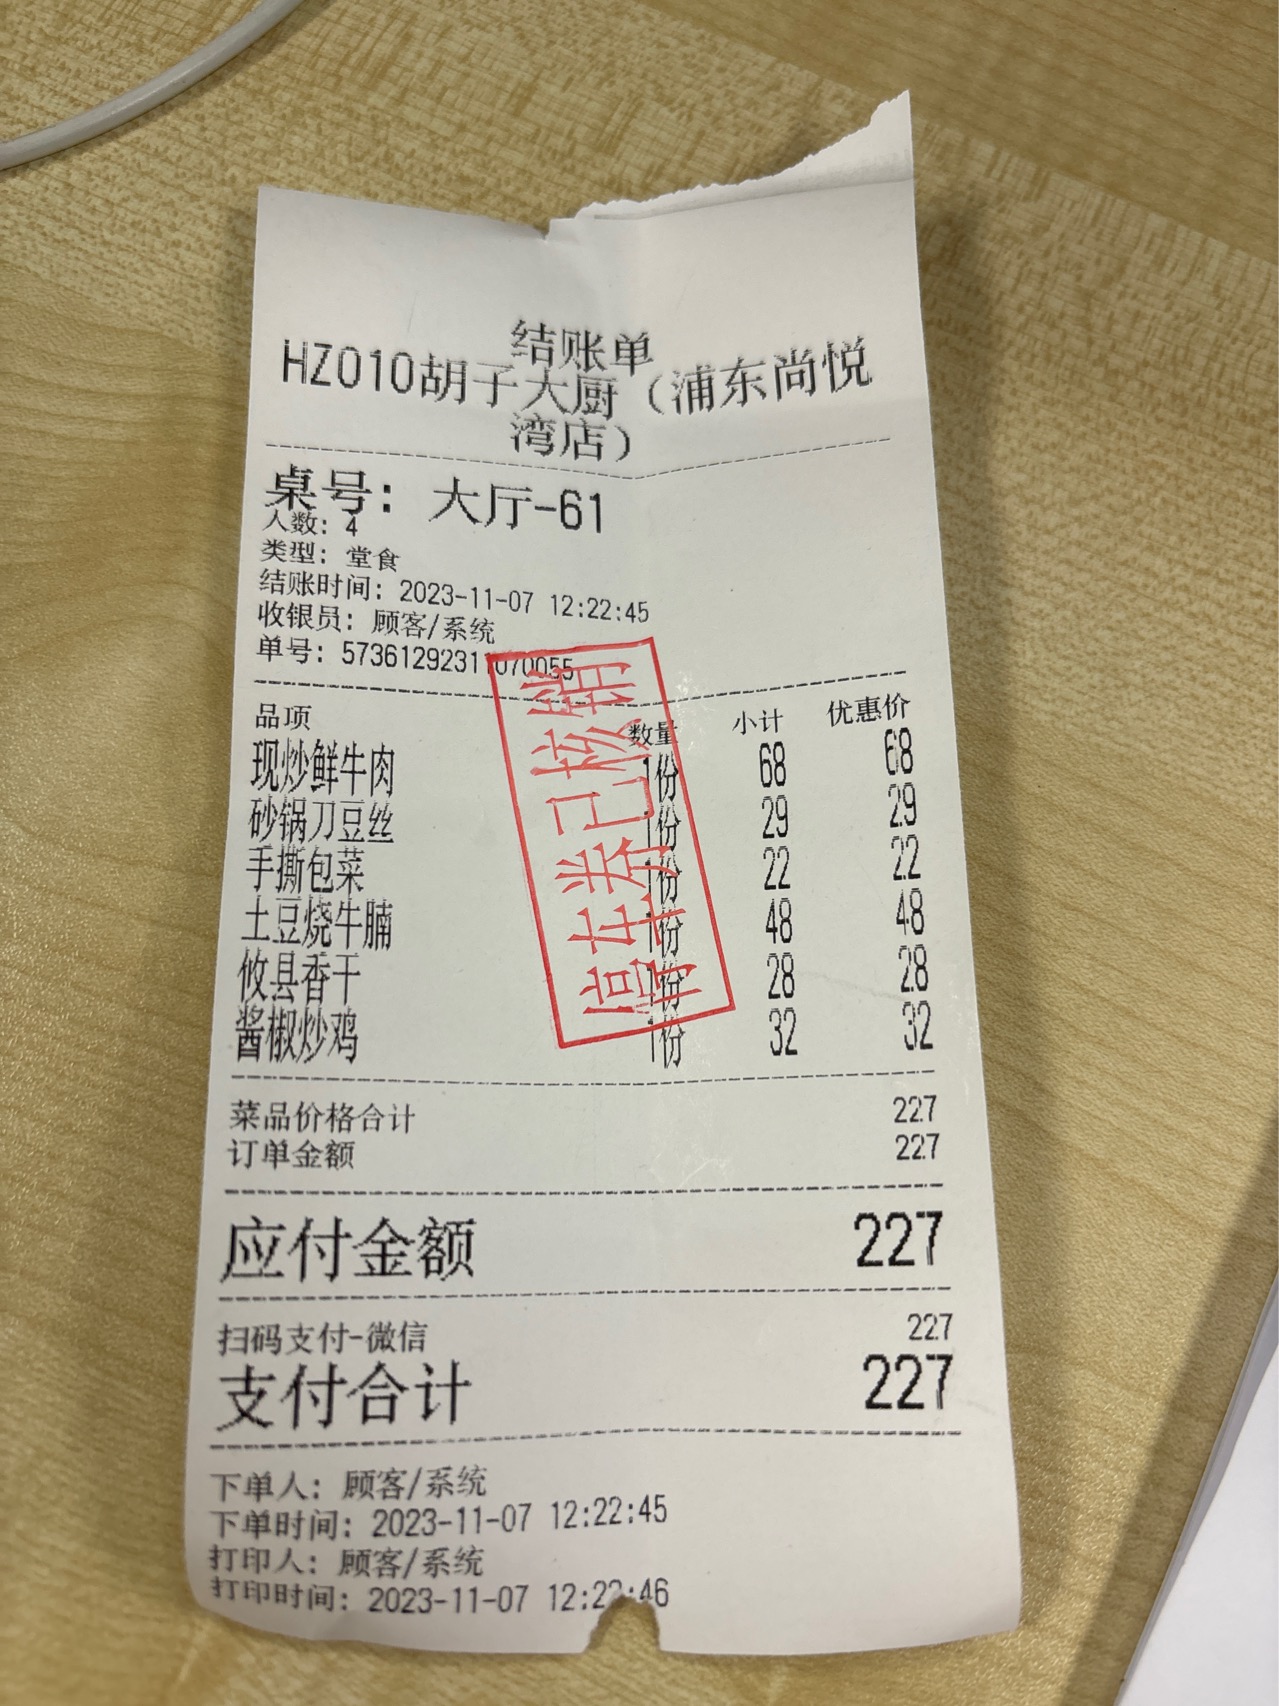 结账单
HZ010胡子大厨（浦东尚悦
湾店）
桌号：大厅-61
人数：4
类型：堂食
结账时间：2023-11-07 12:22:45
收银员：顾客/系统
单号：57361292311070055
品项 数量 小计 优惠价
现炒鲜牛肉 1份 68 68
砂锅刀豆丝 1份 29 29
手撕包菜 1份 22 22
土豆烧牛腩 1份 48 48
攸县香干 1份 28 28
酱椒炒鸡 1份 32 32
停车券已核销
菜品价格合计 227
订单金额 227
应付金额 227
扫码支付-微信 227
支付合计 227
下单人：顾客/系统
下单时间：2023-11-07 12:22:45
打印人：顾客/系统
打印时间：2023-11-07 12:22:46